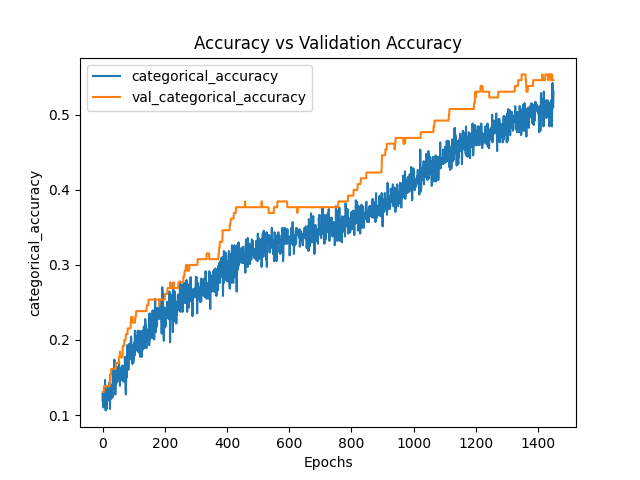 Accuracy vs Validation Accuracy
categorical_accuracy
val_categorical_accuracy
categorical_accuracy
0.5
0.4
0.3
0.2
0.1
0 200 400 600 800 1000 1200 1400
Epochs